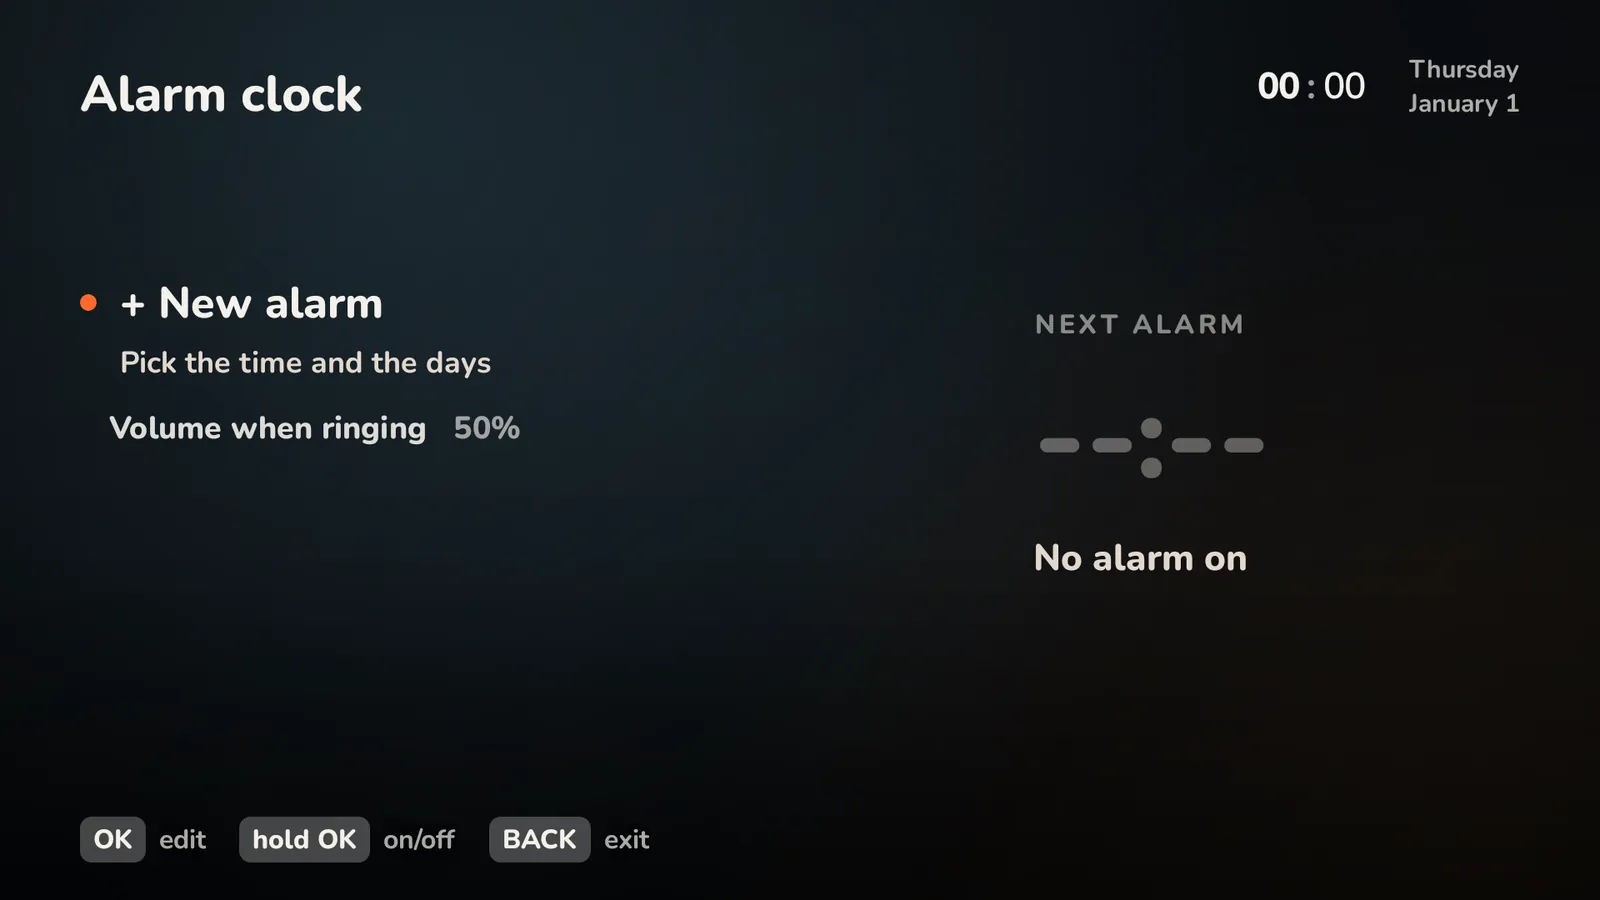 Alarm clock
00:00
Thursday
January 1
+ New alarm
Pick the time and the days
Volume when ringing 50%
NEXT ALARM
--:--
No alarm on
OK edit hold OK on/off BACK exit